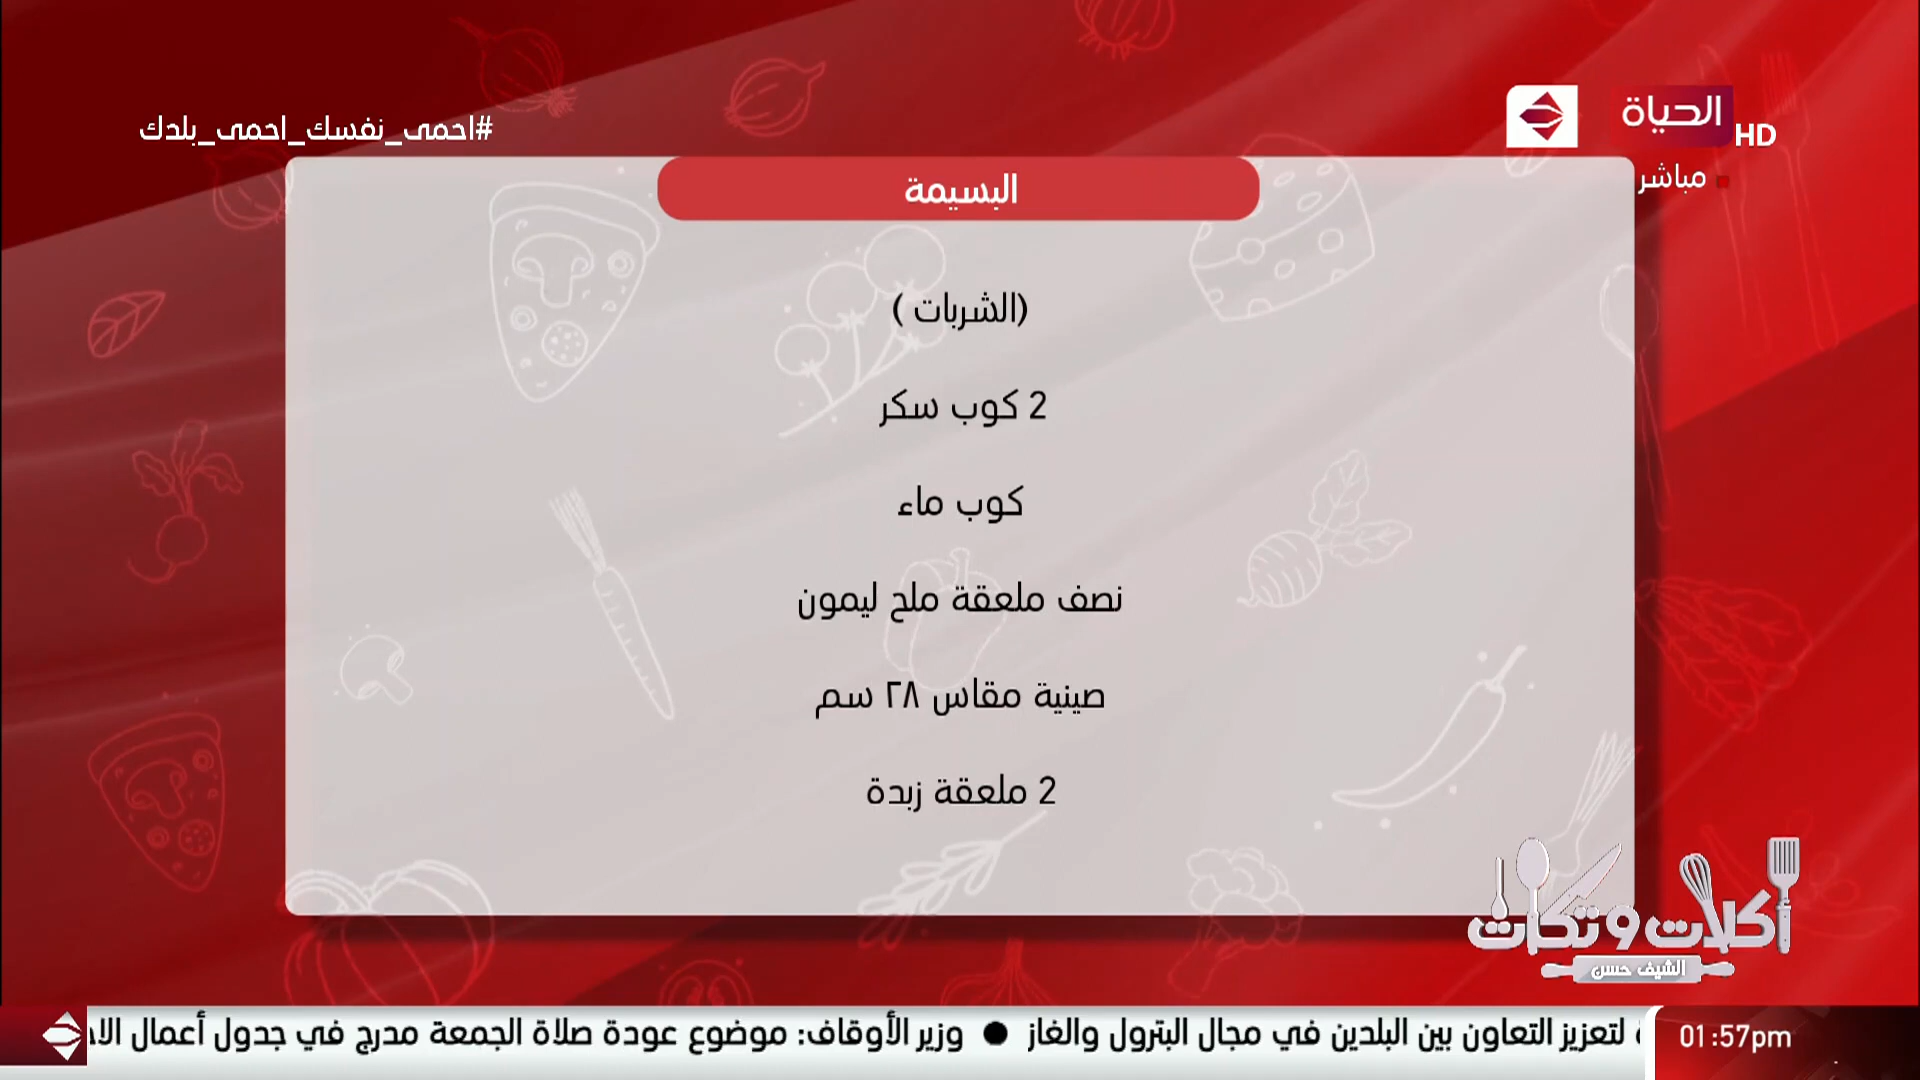 #احمى_نفسك_احمى_بلدك
الحياة
HD
مباشر
البسيمة
(الشربات )
2 كوب سكر
كوب ماء
نصف ملعقة ملح ليمون
صينية مقاس ٢٨ سم
2 ملعقة زبدة
أكلات وتكات
الشيف حسن
لتعزيز التعاون بين البلدين في مجال البترول والغاز ● وزير الأوقاف: موضوع عودة صلاة الجمعة مدرج في جدول أعمال
01:57pm